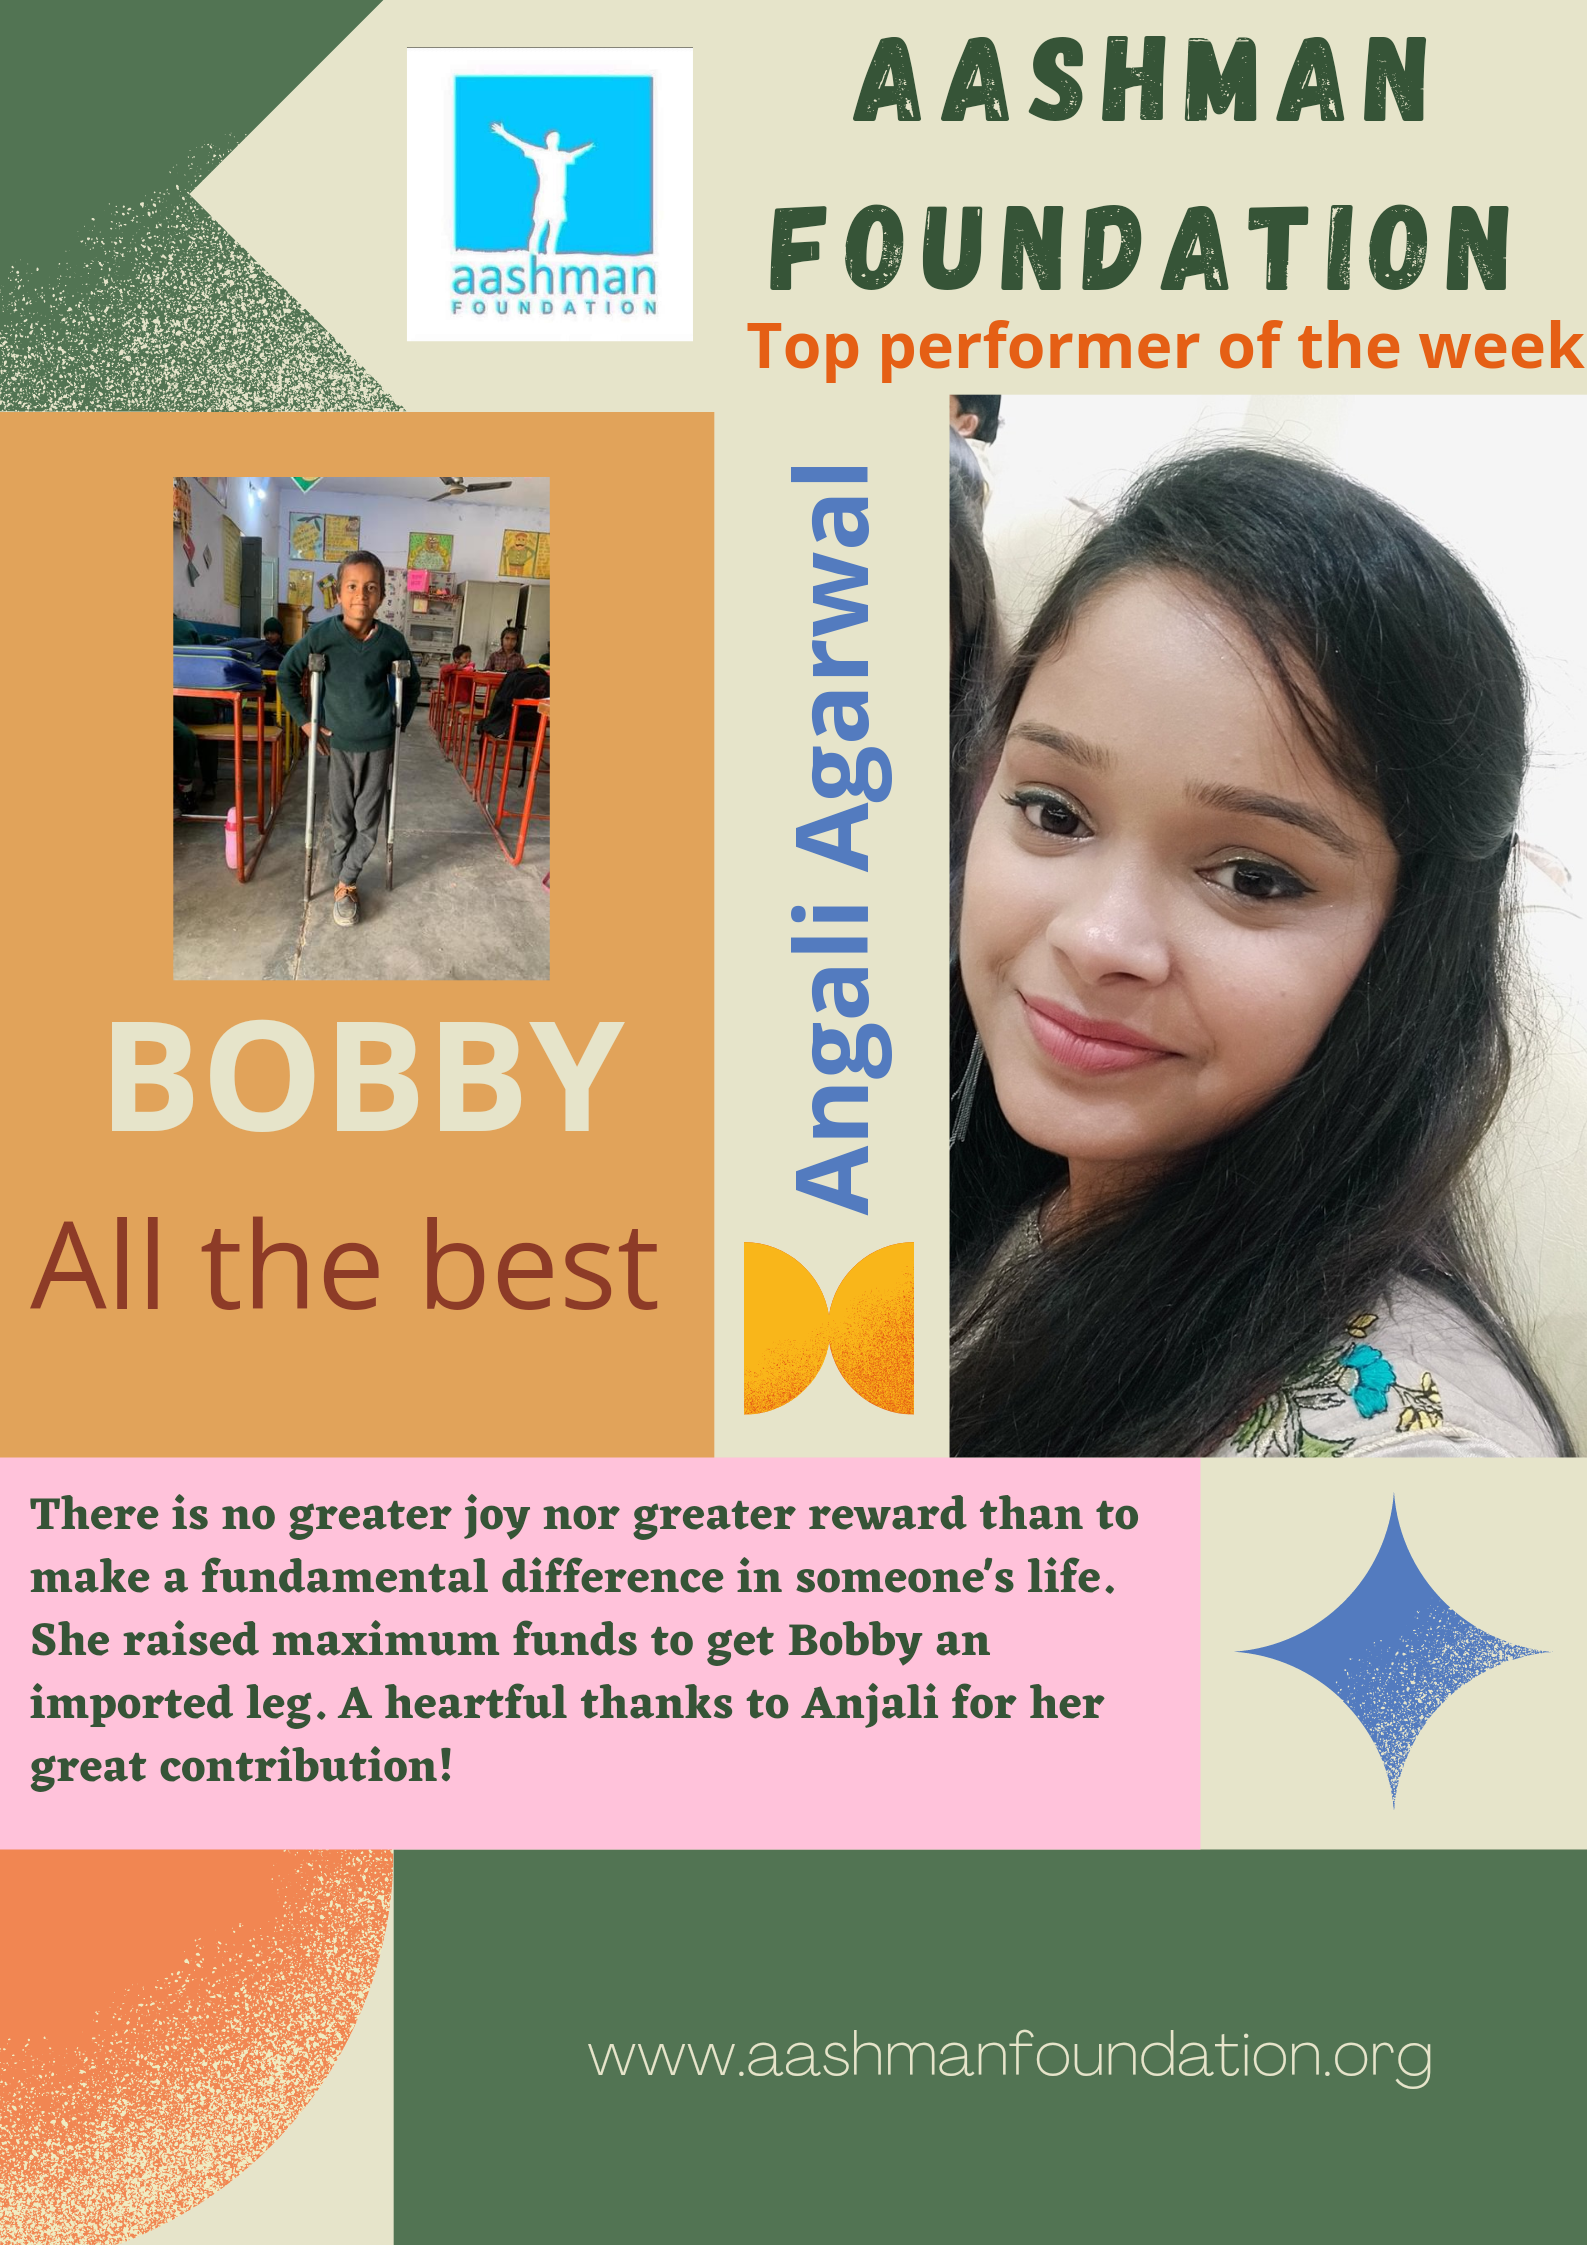 AASHMAN
FOUNDATION
aashman
FOUNDATION
Top performer of the week
Angali Agarwal
BOBBY
All the best
There is no greater joy nor greater reward than to
make a fundamental difference in someone's life.
She raised maximum funds to get Bobby an
imported leg. A heartful thanks to Anjali for her
great contribution!
www.aashmanfoundation.org